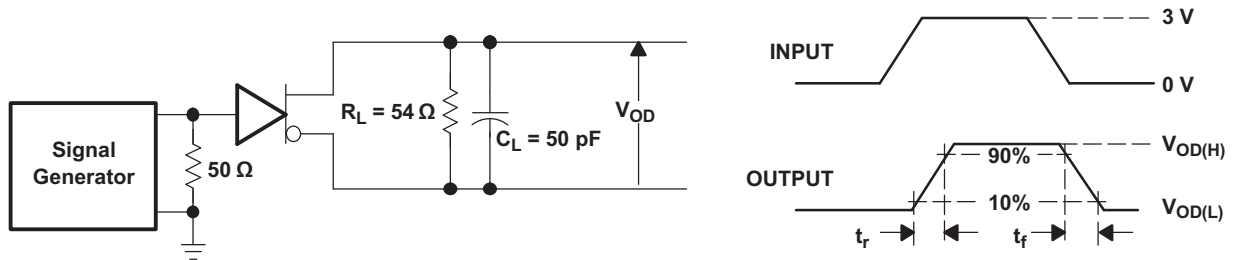 Signal
Generator
50 Ω
R_L = 54 Ω
C_L = 50 pF
V_OD
INPUT
3 V
0 V
OUTPUT
90%
10%
V_OD(H)
V_OD(L)
t_r
t_f